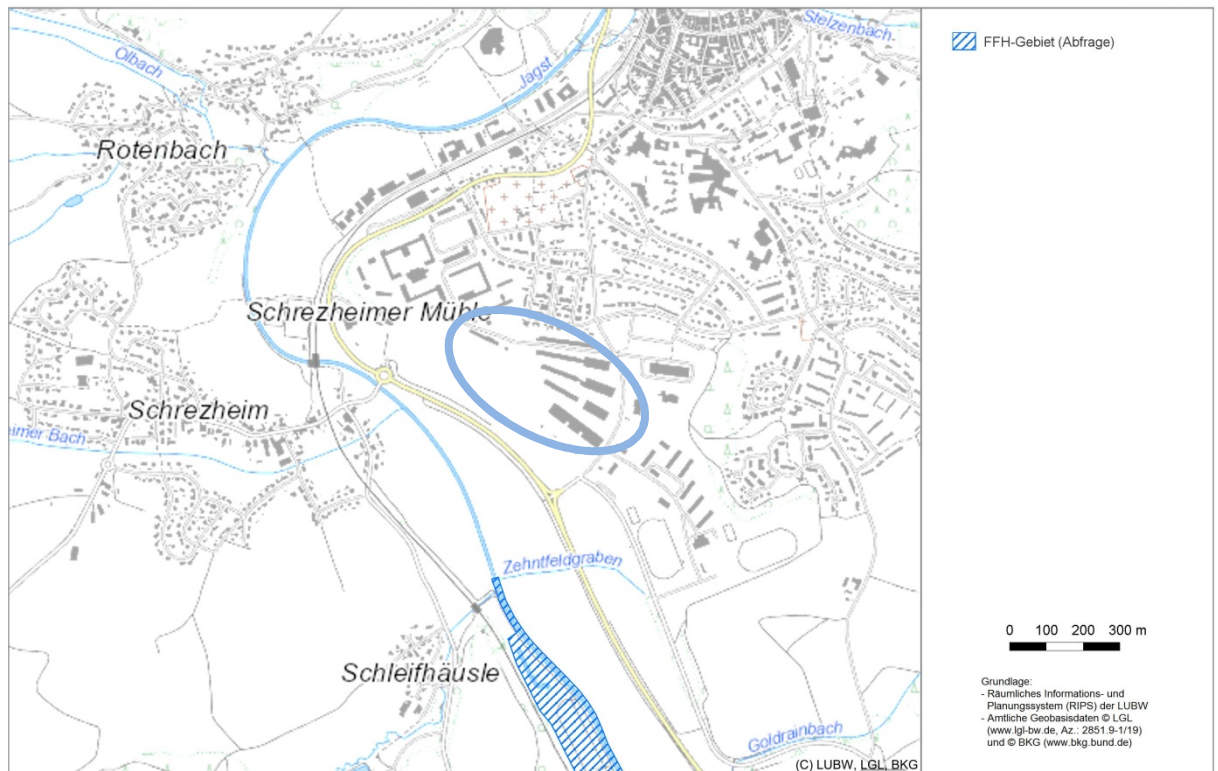 Stelzenbach
FFH-Gebiet (Abfrage)
Olbach
Jagst
Rotenbach
Schrezheimer Mühle
Schrezheim
eimer Bach
Zehntfeldgraben
Schleifhäusle
0 100 200 300 m
Grundlage:
- Räumliches Informations- und
Planungssystem (RIPS) der LUBW
- Amtliche Geobasisdaten © LGL
(www.lgl-bw.de, Az.: 2851.9-1/19)
und © BKG (www.bkg.bund.de)
Goldrainbach
(C) LUBW, LGL, BKG